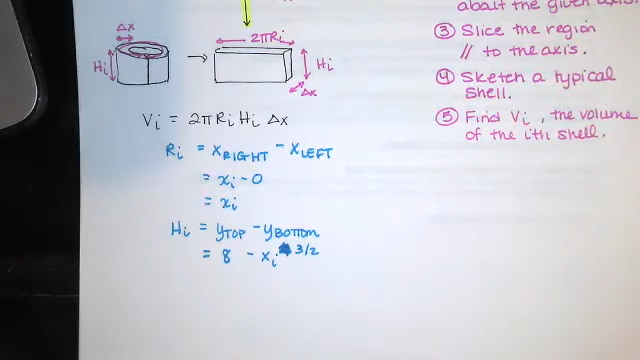 Δx
Hi
2πRi
Hi
Δx
Vi = 2πRi Hi Δx
Ri = xRIGHT - xLEFT
= xi - 0
= xi
Hi = yTOP - yBOTTOM
= 8 - xi 3/2
about the given axis.
③ Slice the region
// to the axis.
④ Sketch a typical
shell.
⑤ Find Vi, the volume
of the ith shell.